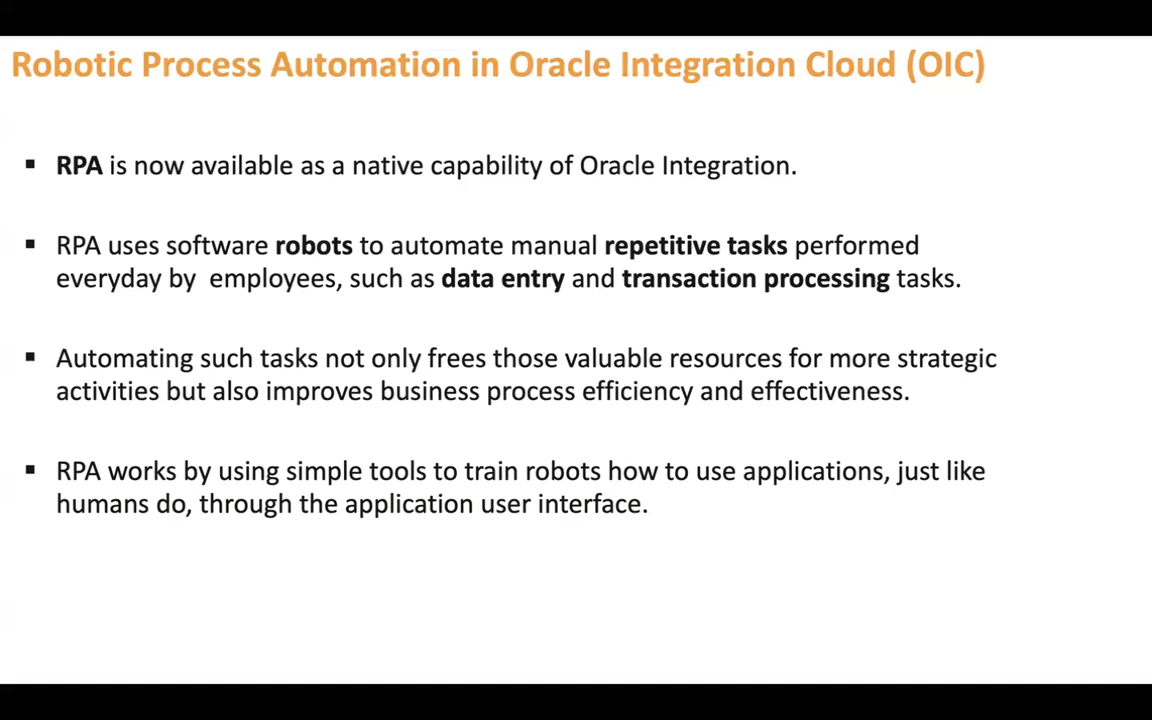 Robotic Process Automation in Oracle Integration Cloud (OIC)
▪ RPA is now available as a native capability of Oracle Integration.
▪ RPA uses software robots to automate manual repetitive tasks performed
everyday by  employees, such as data entry and transaction processing tasks.
▪ Automating such tasks not only frees those valuable resources for more strategic
activities but also improves business process efficiency and effectiveness.
▪ RPA works by using simple tools to train robots how to use applications, just like
humans do, through the application user interface.